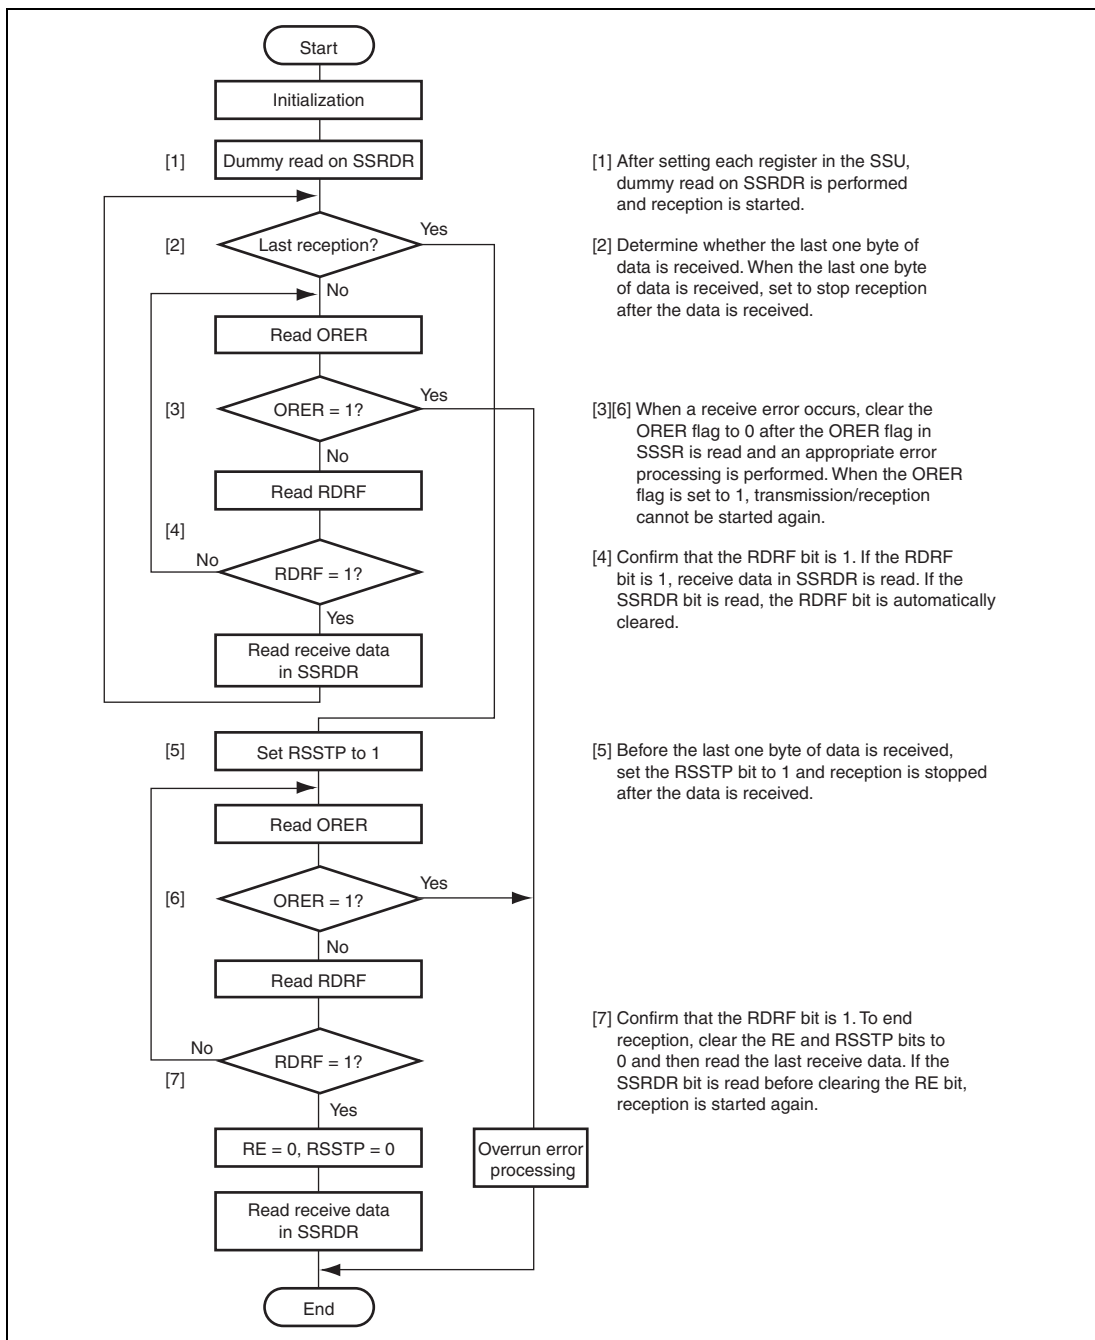 Start
Initialization
[1]
Dummy read on SSRDR
[1] After setting each register in the SSU,
dummy read on SSRDR is performed
and reception is started.
[2]
Last reception?
Yes
No
[2] Determine whether the last one byte of
data is received. When the last one byte
of data is received, set to stop reception
after the data is received.
Read ORER
[3]
ORER = 1?
Yes
No
[3][6] When a receive error occurs, clear the
ORER flag to 0 after the ORER flag in
SSSR is read and an appropriate error
processing is performed. When the ORER
flag is set to 1, transmission/reception
cannot be started again.
Read RDRF
[4]
No
RDRF = 1?
Yes
[4] Confirm that the RDRF bit is 1. If the RDRF
bit is 1, receive data in SSRDR is read. If the
SSRDR bit is read, the RDRF bit is automatically
cleared.
Read receive data
in SSRDR
[5]
Set RSSTP to 1
[5] Before the last one byte of data is received,
set the RSSTP bit to 1 and reception is stopped
after the data is received.
Read ORER
[6]
ORER = 1?
Yes
No
Read RDRF
No
RDRF = 1?
[7]
Yes
[7] Confirm that the RDRF bit is 1. To end
reception, clear the RE and RSSTP bits to
0 and then read the last receive data. If the
SSRDR bit is read before clearing the RE bit,
reception is started again.
RE = 0, RSSTP = 0
Overrun error
processing
Read receive data
in SSRDR
End